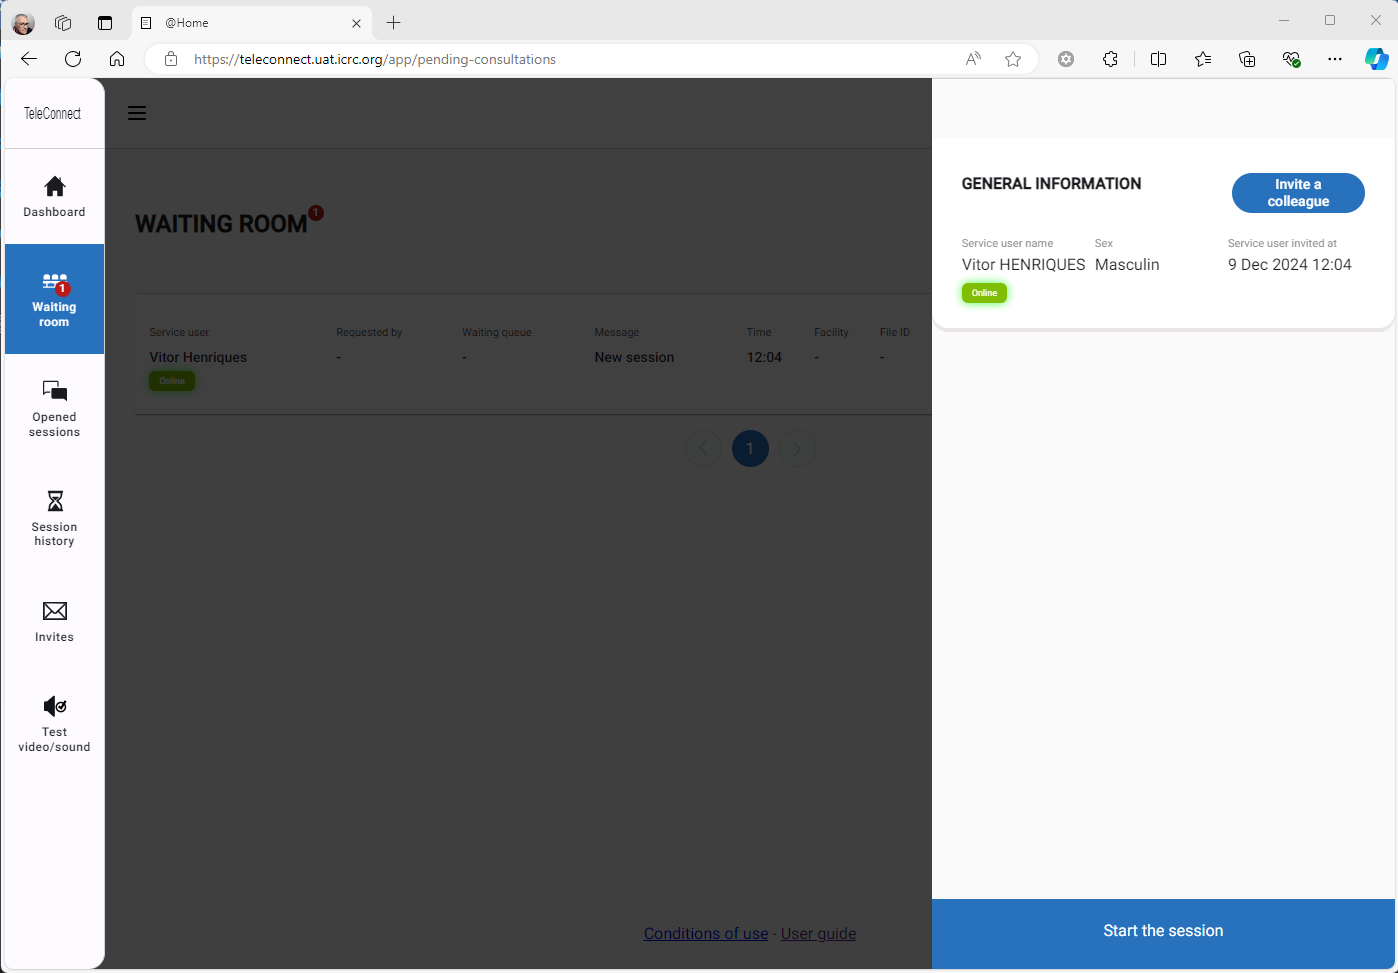 @Home
https://teleconnect.uat.icrc.org/app/pending-consultations
TeleConnect
Dashboard
1
Waiting
room
Opened
sessions
Session
history
Invites
Test
video/sound
WAITING ROOM 1
Service user Requested by Waiting queue Message Time Facility File ID
Vitor Henriques - - New session 12:04 - -
Online
1
Conditions of use - User guide
GENERAL INFORMATION
Invite a
colleague
Service user name Sex Service user invited at
Vitor HENRIQUES Masculin 9 Dec 2024 12:04
Online
Start the session